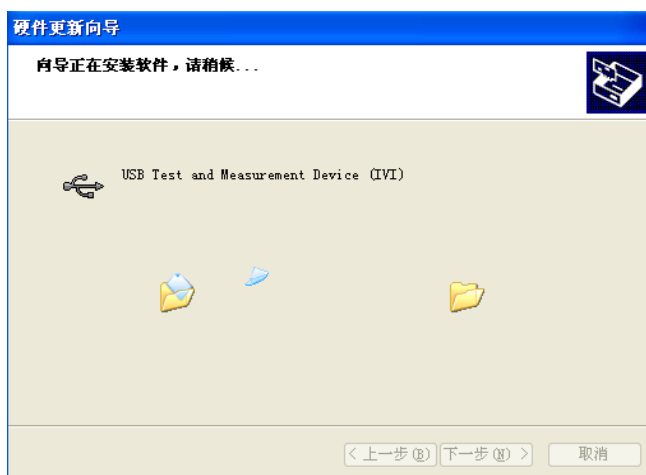 硬件更新向导
向导正在安装软件，请稍候...
USB Test and Measurement Device (IVI)
< 上一步(B) 下一步(N) > 取消